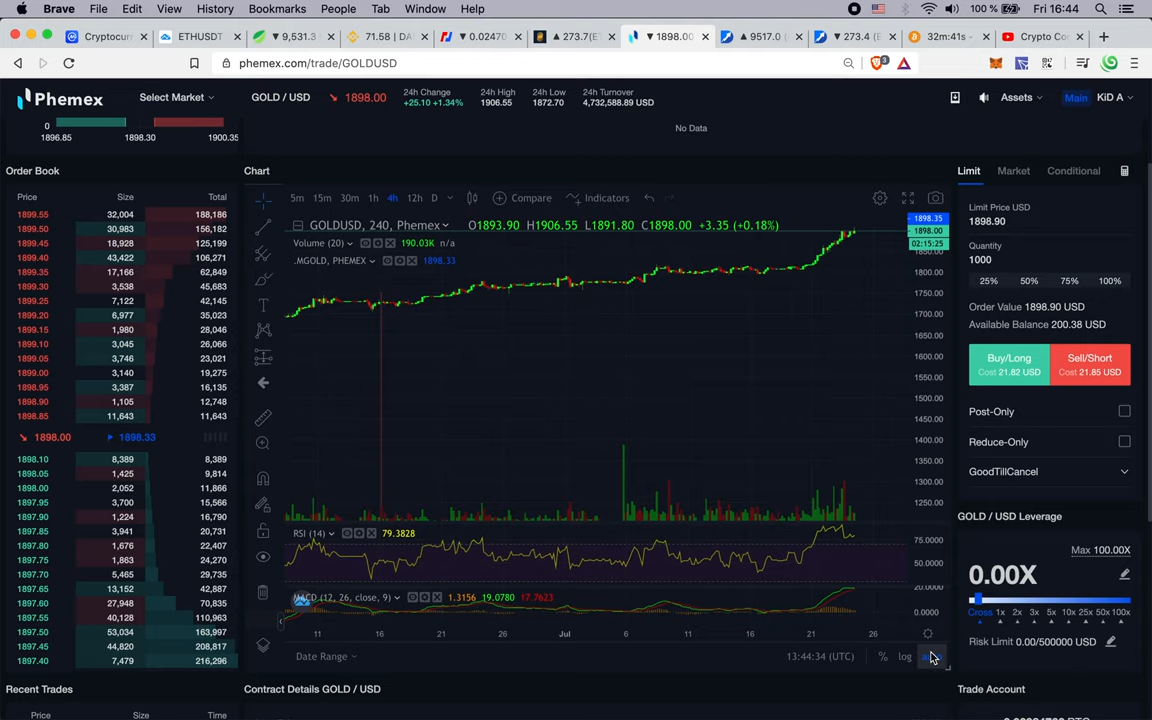 Brave File Edit View History Bookmarks People Tab Window Help 100 % Fri 16:44
Cryptocur ETHUSDT 9,531.3 71.58 | DA 0.02470 273.7(E 1898.00 9517.0 273.4 32m:41s - Crypto Co
phemex.com/trade/GOLDUSD 3
Phemex Select Market GOLD / USD 1898.00 24h Change 24h High 24h Low 24h Turnover Assets Main KiD A
+25.10 +1.34% 1906.55 1872.70 4,732,588.89 USD
0
1896.85 1898.30 1900.35
No Data
Order Book
Price Size Total
1899.55 32,004 188,186
1899.50 30,983 156,182
1899.45 18,928 125,199
1899.40 43,422 106,271
1899.35 17,166 62,849
1899.30 3,538 45,683
1899.25 7,122 42,145
1899.20 6,977 35,023
1899.15 1,980 28,046
1899.10 3,045 26,066
1899.05 3,746 23,021
1899.00 3,140 19,275
1898.95 3,387 16,135
1898.90 1,105 12,748
1898.85 11,643 11,643
1898.00 1898.33
1898.10 8,389 8,389
1898.05 1,425 9,814
1898.00 2,052 11,866
1897.95 3,700 15,566
1897.90 1,224 16,790
1897.85 3,941 20,731
1897.80 1,676 22,407
1897.75 1,863 24,270
1897.70 5,465 29,735
1897.65 13,152 42,887
1897.60 27,948 70,835
1897.55 40,128 110,963
1897.50 53,034 163,997
1897.45 44,820 208,817
1897.40 7,479 216,296
Recent Trades
Price Size Time
Chart
5m 15m 30m 1h 4h 12h D Compare Indicators
GOLDUSD, 240, Phemex O1893.90 H1906.55 L1891.80 C1898.00 +3.35 (+0.18%)
Volume (20) 190.03K n/a
.MGOLD, PHEMEX 1898.33
1898.35
1898.00
02:15:25
1800.00
1750.00
1700.00
1650.00
1600.00
1550.00
1500.00
1450.00
1400.00
1350.00
1300.00
1250.00
RSI (14) 79.3828
75.0000
50.0000
MACD (12, 26, close, 9) 1.3156 19.0780 17.7623
20.0000
0.0000
11 16 21 26 Jul 6 11 16 21 26
Date Range 13:44:34 (UTC) % log
Contract Details GOLD / USD
Limit Market Conditional
Limit Price USD
1898.90
Quantity
1000
25% 50% 75% 100%
Order Value 1898.90 USD
Available Balance 200.38 USD
Buy/Long Sell/Short
Cost 21.82 USD Cost 21.85 USD
Post-Only
Reduce-Only
GoodTillCancel
GOLD / USD Leverage
Max 100.00X
0.00X
Cross 1x 2x 3x 5x 10x 25x 50x 100x
Risk Limit 0.00/500000 USD
Trade Account